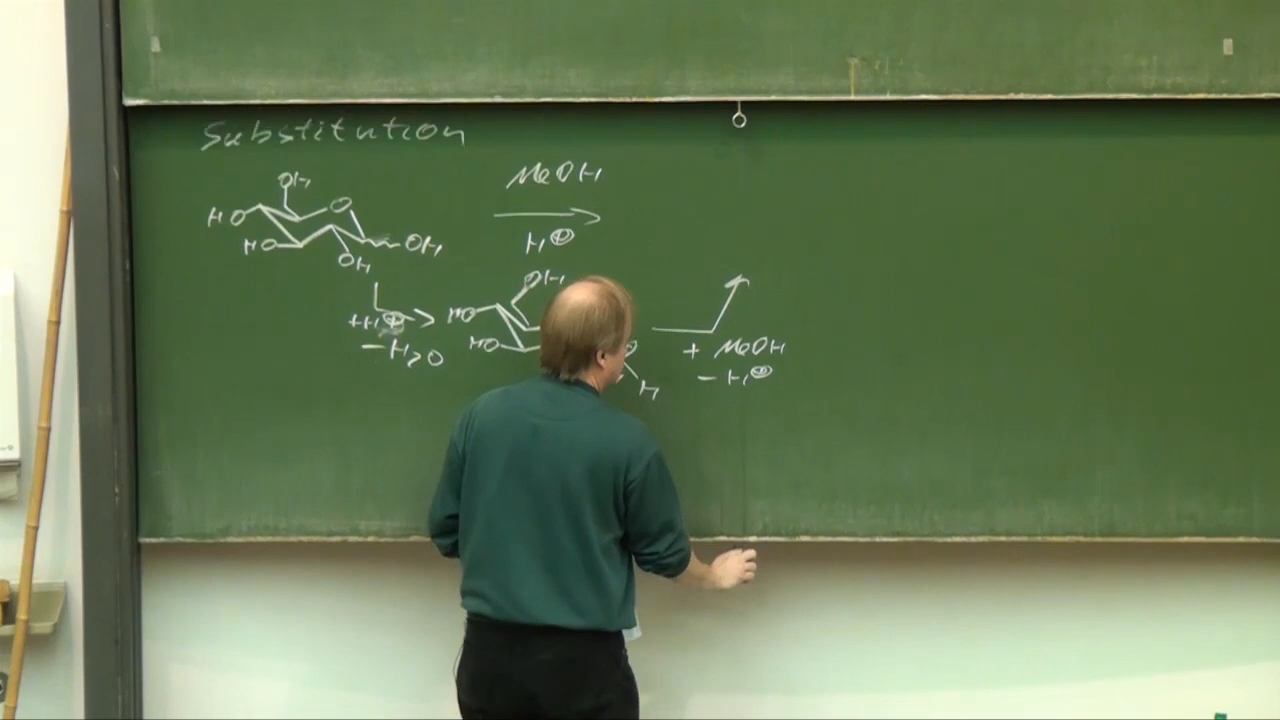 Substitution
MeOH
H⊕
OH
HO O
HO OH
OH
+H⊕
-H₂O
OH
HO
HO
H
+ MeOH
- H⊕